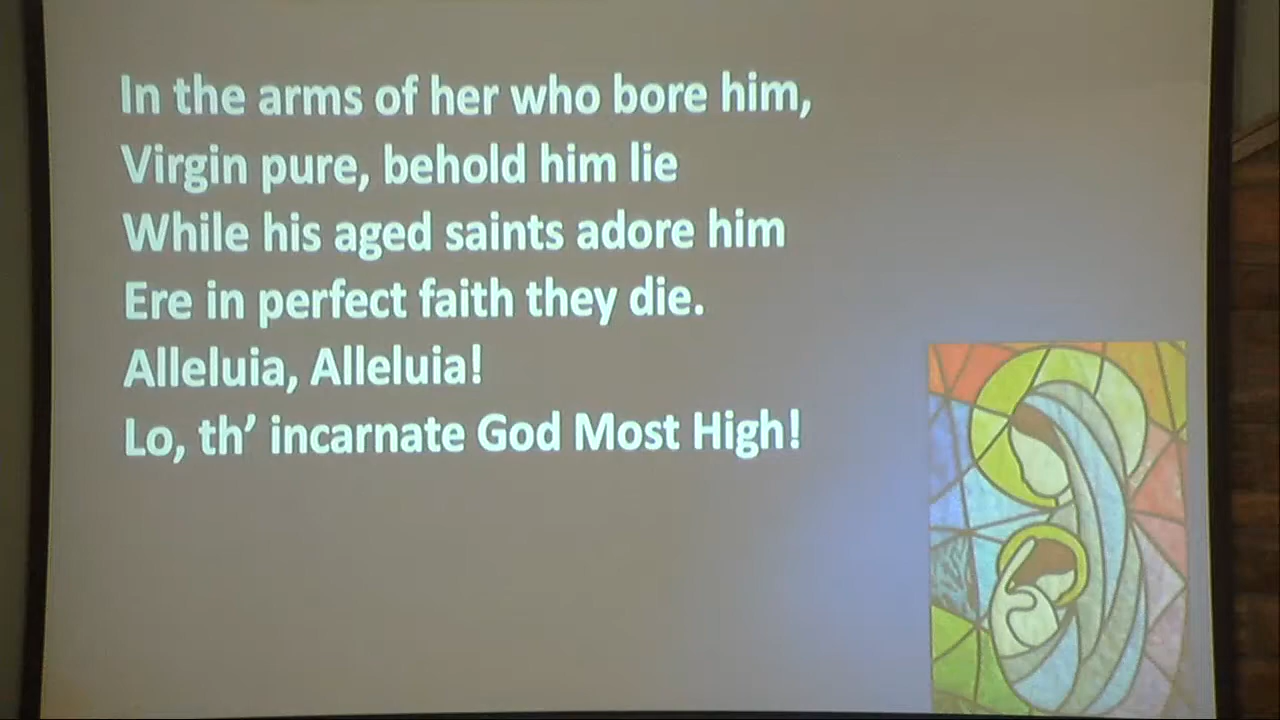 In the arms of her who bore him,
Virgin pure, behold him lie
While his aged saints adore him
Ere in perfect faith they die.
Alleluia, Alleluia!
Lo, th’ incarnate God Most High!